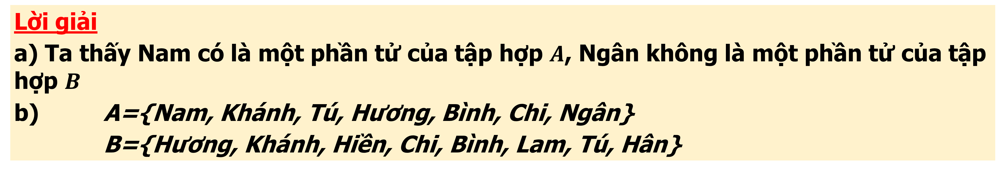 Lời giải
a) Ta thấy Nam có là một phần tử của tập hợp A, Ngân không là một phần tử của tập
hợp B
b) A={Nam, Khánh, Tú, Hương, Bình, Chi, Ngân}
B={Hương, Khánh, Hiền, Chi, Bình, Lam, Tú, Hân}